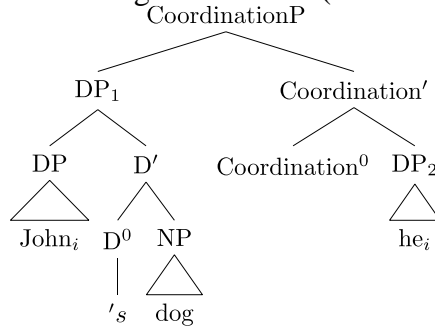 CoordinationP
DP₁ Coordination′
DP D′ Coordination⁰ DP₂
Johnᵢ D⁰ NP heᵢ
's dog